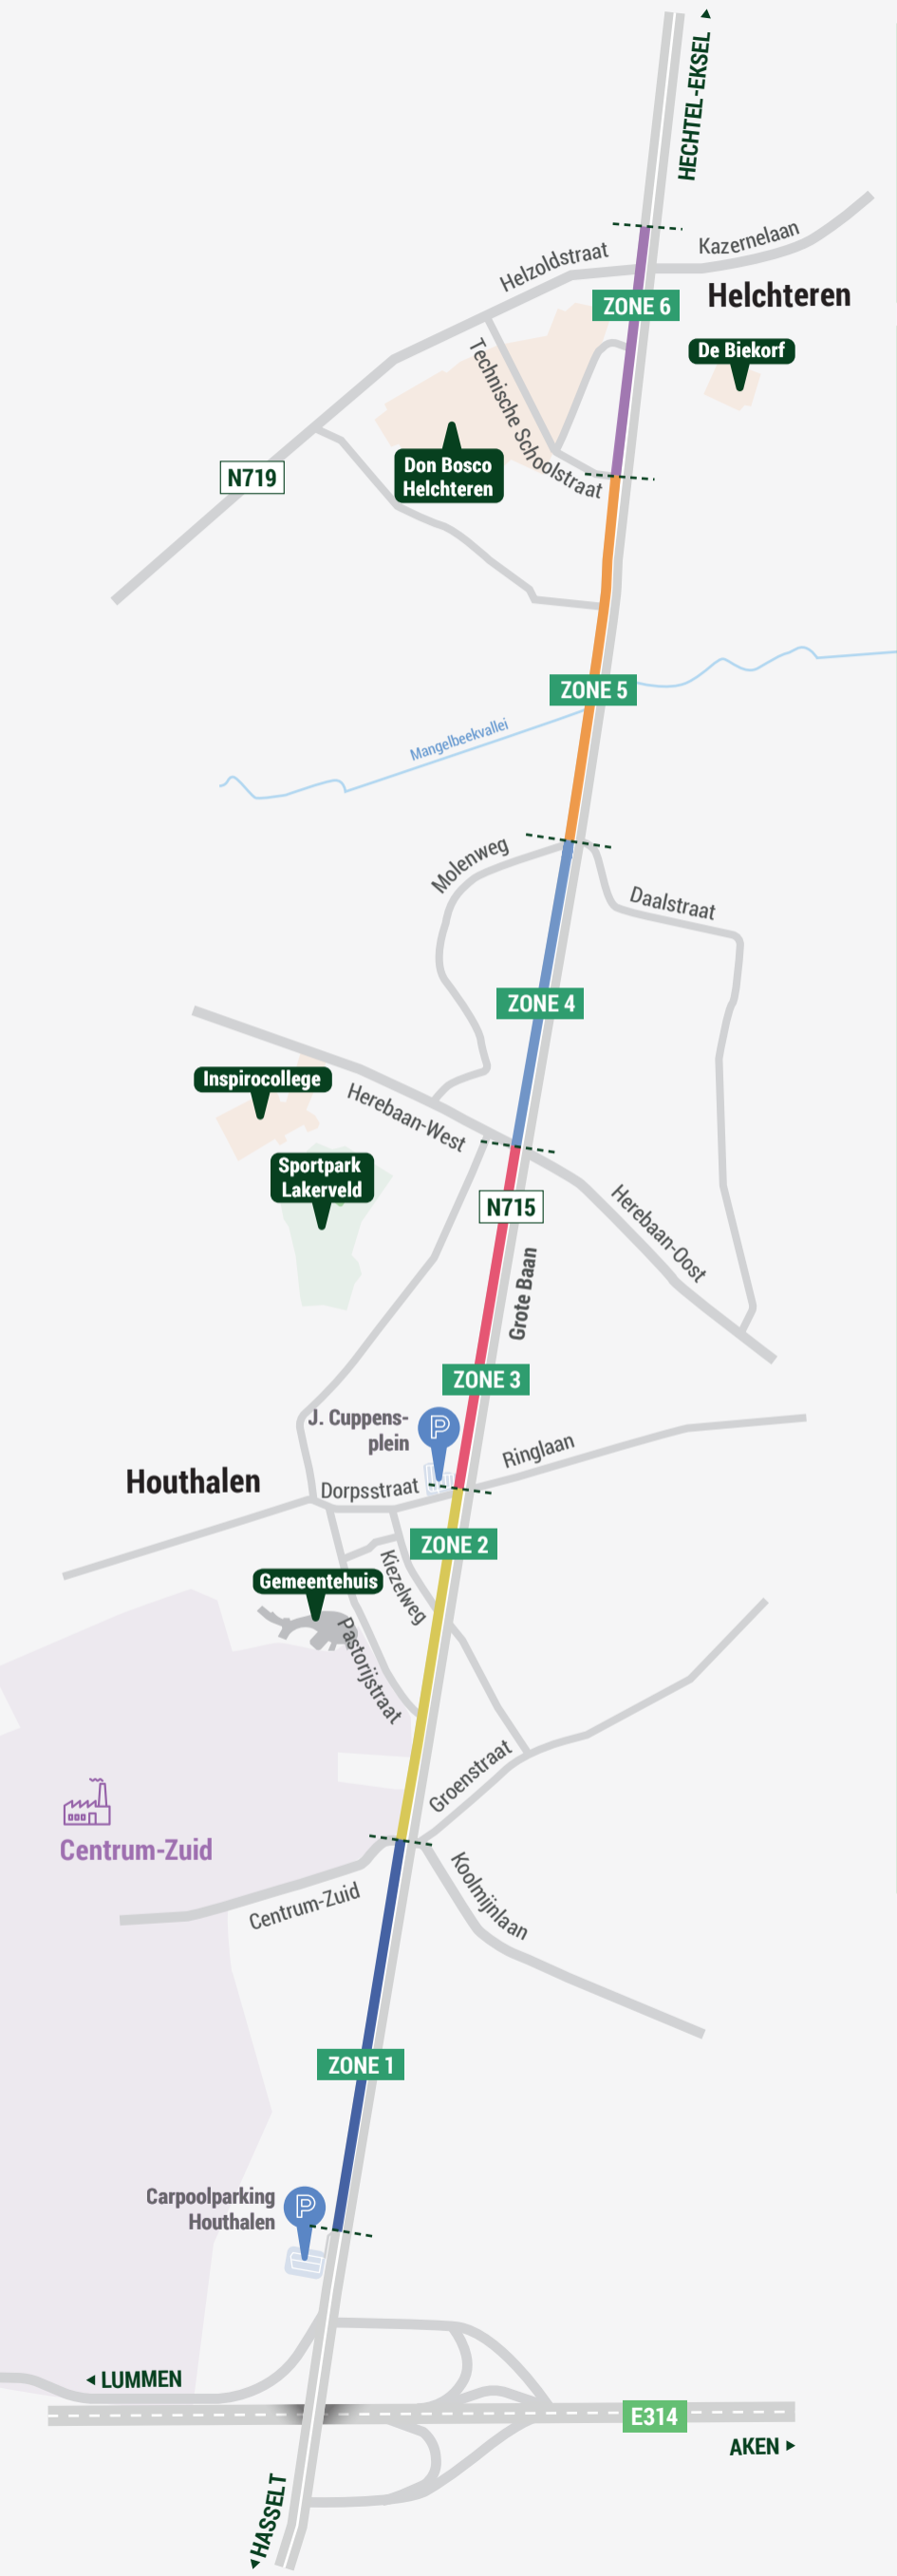 HECHTEL-EKSEL
Kazernelaan
Helzoldstraat
Helchteren
ZONE 6
De Biekorf
Technische Schoolstraat
Don Bosco
Helchteren
N719
ZONE 5
Mangelbeekvallei
Molenweg
Daalstraat
ZONE 4
Inspirocollege
Herebaan-West
Sportpark
Lakerveld
N715
Herebaan-Oost
Grote Baan
ZONE 3
J. Cuppens-
plein
P
Ringlaan
Houthalen
Dorpsstraat
ZONE 2
Kiezelweg
Gemeentehuis
Pastorijstraat
Groenstraat
Centrum-Zuid
Koolmijnlaan
Centrum-Zuid
ZONE 1
Carpoolparking
Houthalen
P
LUMMEN
E314
AKEN
HASSELT